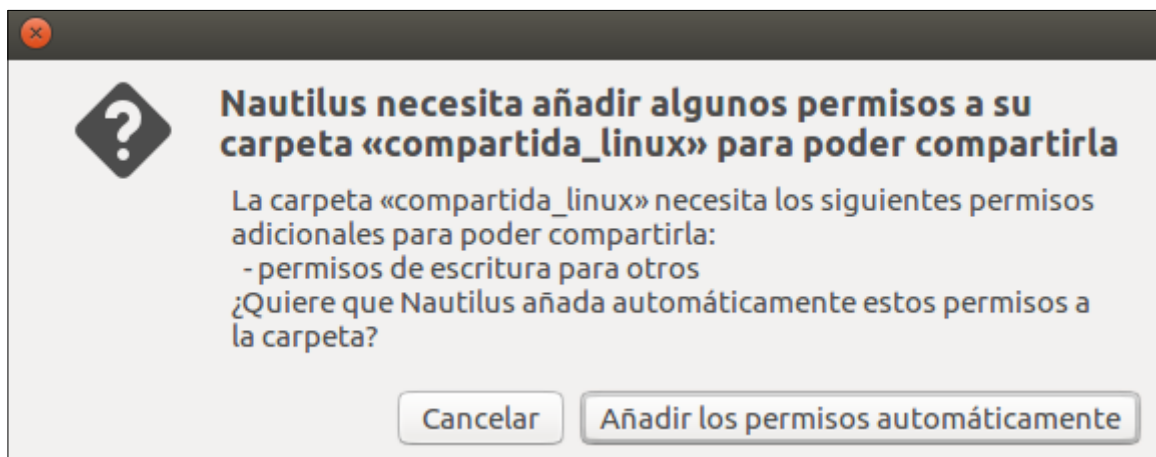 Nautilus necesita añadir algunos permisos a su
carpeta «compartida_linux» para poder compartirla
La carpeta «compartida_linux» necesita los siguientes permisos
adicionales para poder compartirla:
- permisos de escritura para otros
¿Quiere que Nautilus añada automáticamente estos permisos a
la carpeta?
Cancelar
Añadir los permisos automáticamente